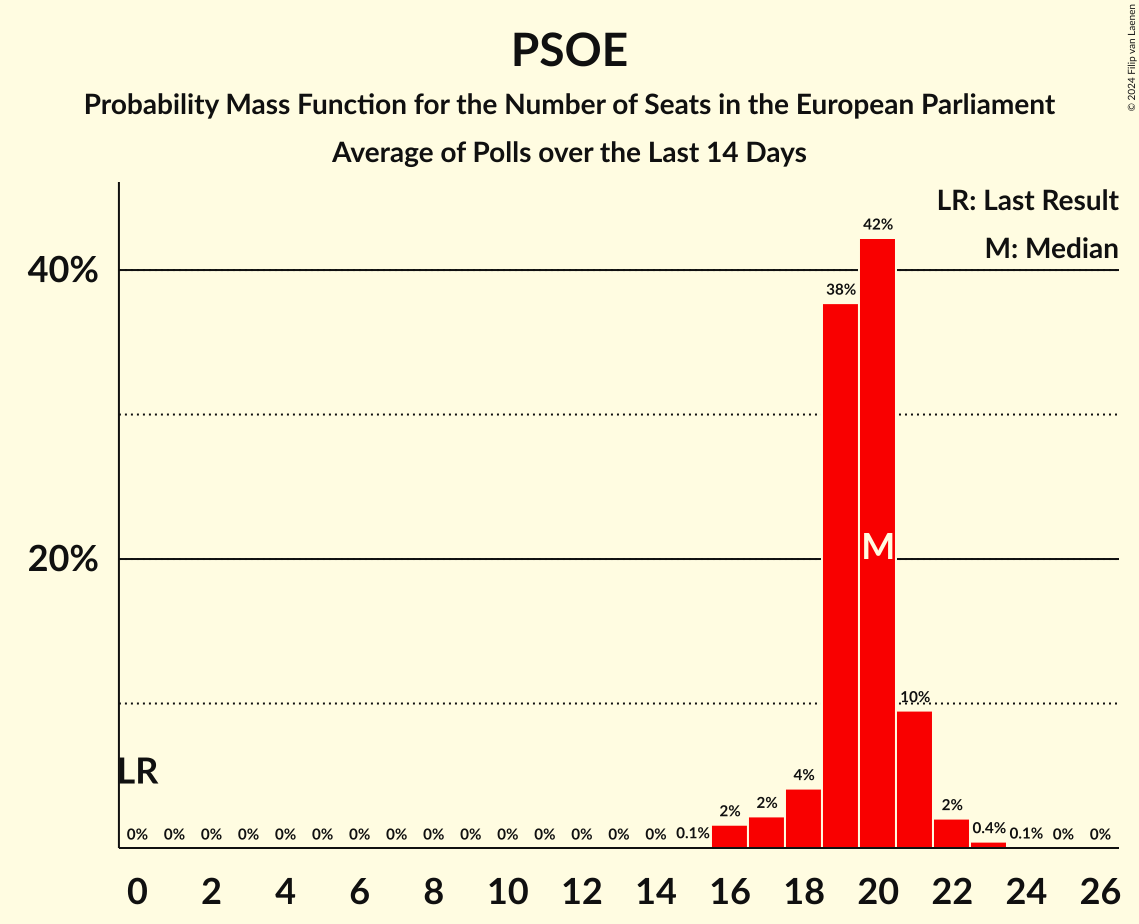 PSOE
Probability Mass Function for the Number of Seats in the European Parliament
Average of Polls over the Last 14 Days
© 2024 Filip van Laenen
LR: Last Result
M: Median
40%
20%
42%
38%
M
10%
LR
0% 0% 0% 0% 0% 0% 0% 0% 0% 0% 0% 0% 0% 0% 0% 0.1% 2% 2% 4% 2% 0.4% 0.1% 0% 0%
0 2 4 6 8 10 12 14 16 18 20 22 24 26